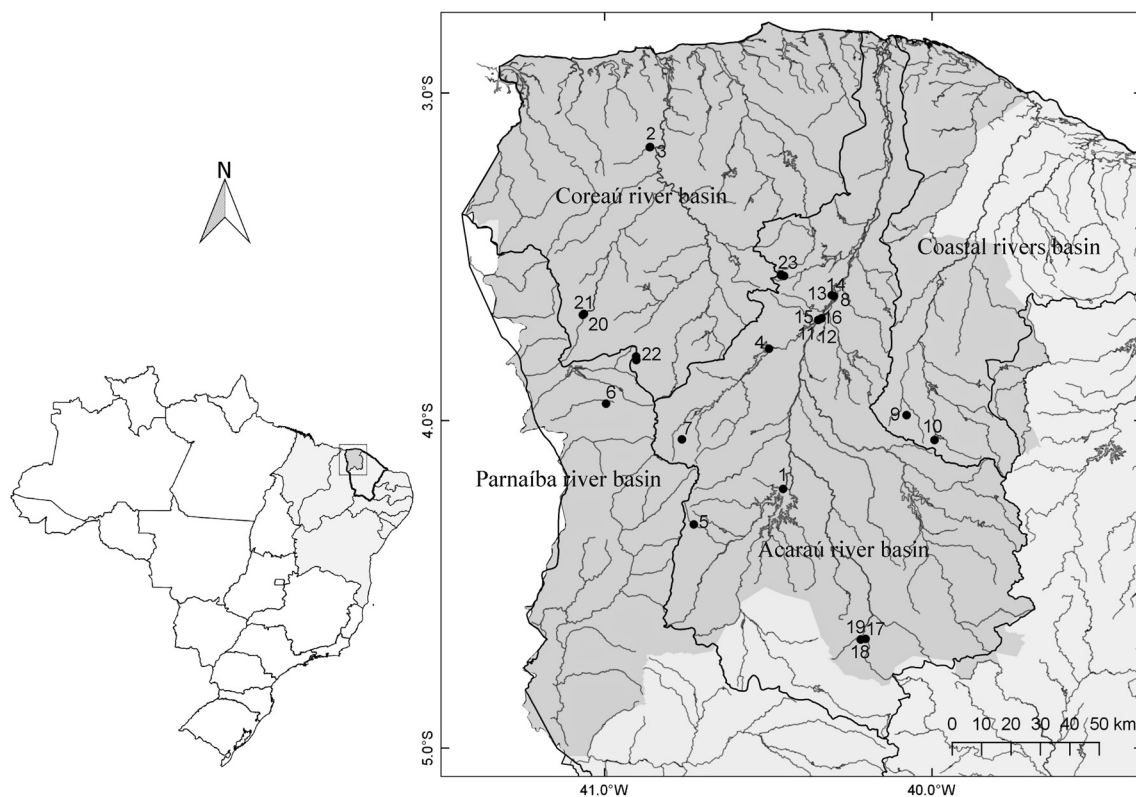 N
3.0°S
4.0°S
5.0°S
41.0°W
40.0°W
2
3
Coreaú river basin
Coastal rivers basin
23
14
13
8
21
20
15
16
11
12
4
22
6
9
10
7
Parnaíba river basin
1
5
Acaraú river basin
19
17
18
0 10 20 30 40 50 km